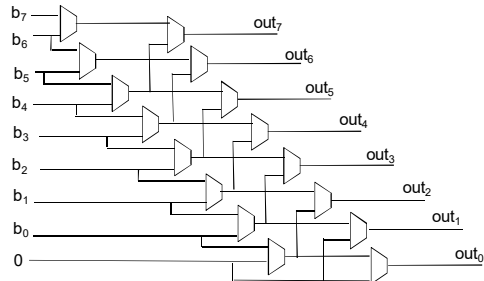 b₇
out₇
b₆
out₆
b₅
out₅
b₄
out₄
b₃
out₃
b₂
out₂
b₁
out₁
b₀
out₀
0